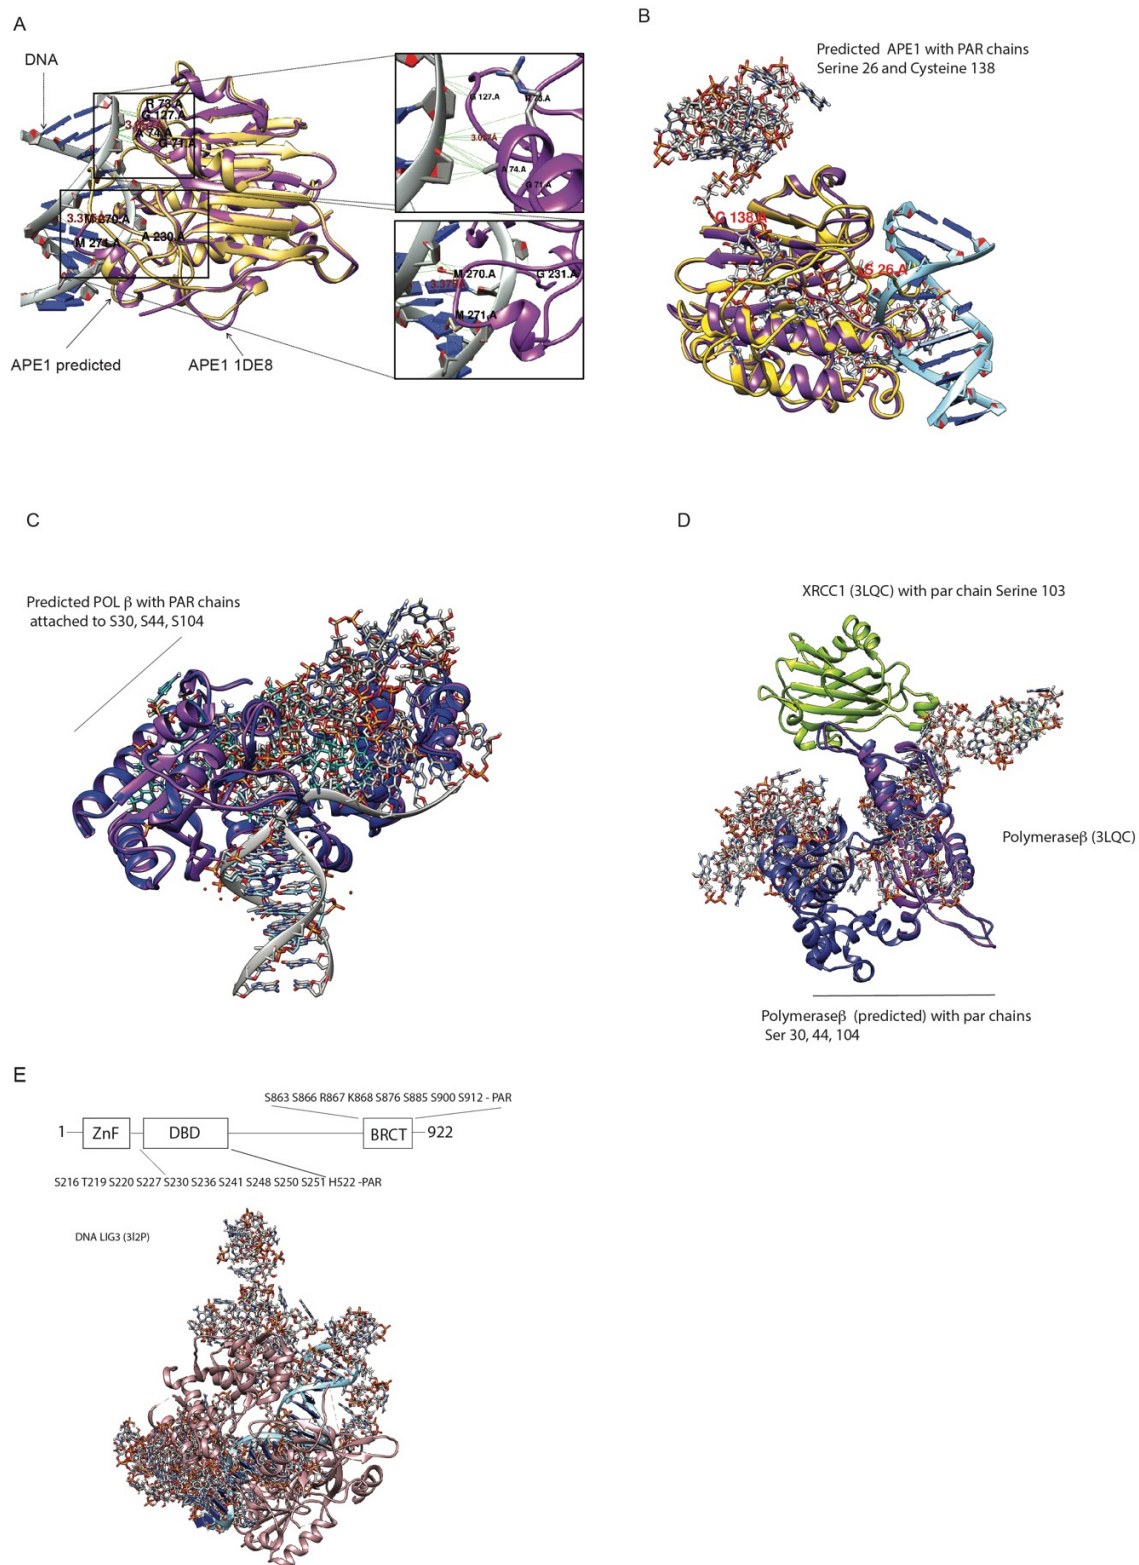 A
DNA
R 73.A
G 127.A
A 74.A
G 71.A
M 270.A
M 271.A
A 230.A
APE1 predicted
APE1 1DE8
G 127.A
R 73.A
A 74.A
G 71.A
M 270.A
G 231.A
M 271.A
B
Predicted APE1 with PAR chains
Serine 26 and Cysteine 138
C 138.A
S 26.A
C
Predicted POL β with PAR chains
attached to S30, S44, S104
D
XRCC1 (3LQC) with par chain Serine 103
Polymeraseβ (3LQC)
Polymeraseβ (predicted) with par chains
Ser 30, 44, 104
E
S863 S866 R867 K868 S876 S885 S900 S912 - PAR
1 ZnF DBD BRCT 922
S216 T219 S220 S227 S230 S236 S241 S248 S250 S251 H522 -PAR
DNA LIG3 (3l2P)